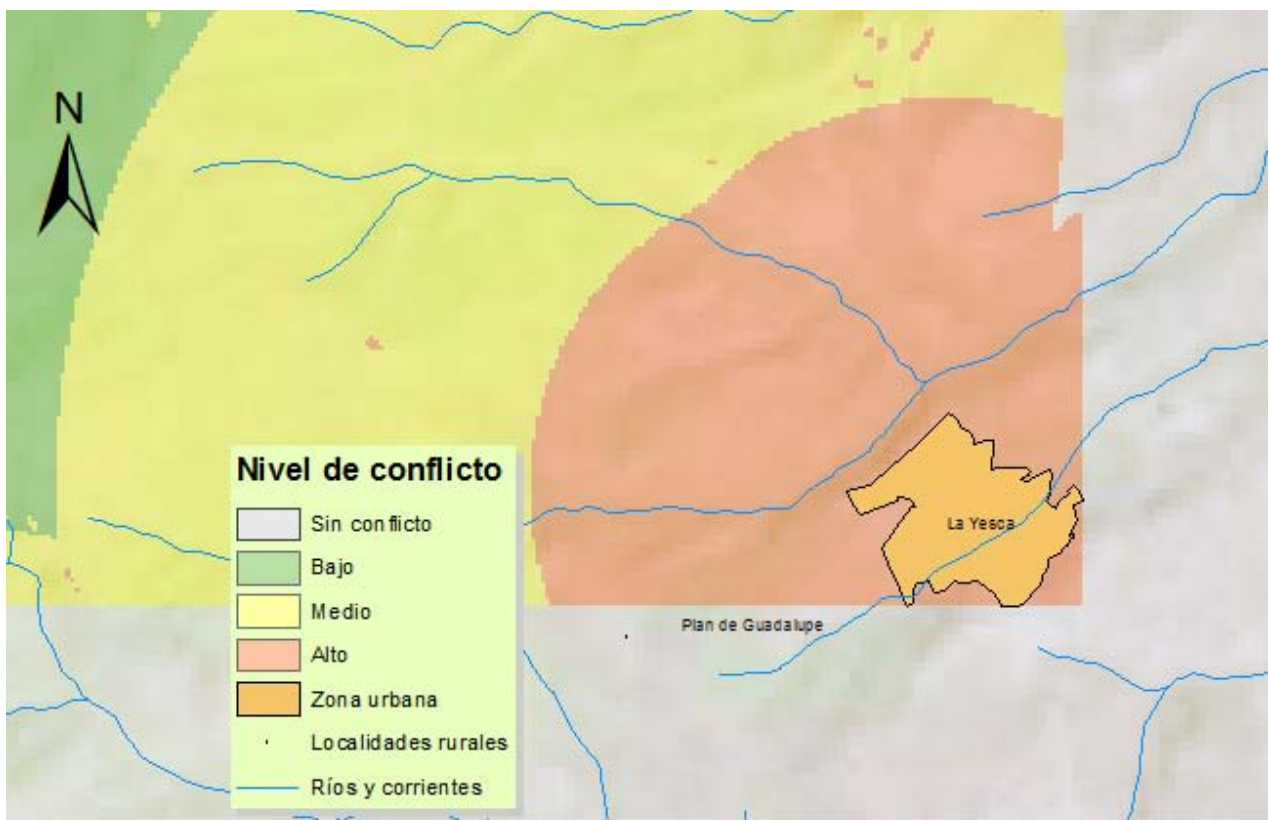 N
La Yesca
Plan de Guadalupe
Nivel de conflicto
Sin conflicto
Bajo
Medio
Alto
Zona urbana
Localidades rurales
Ríos y corrientes